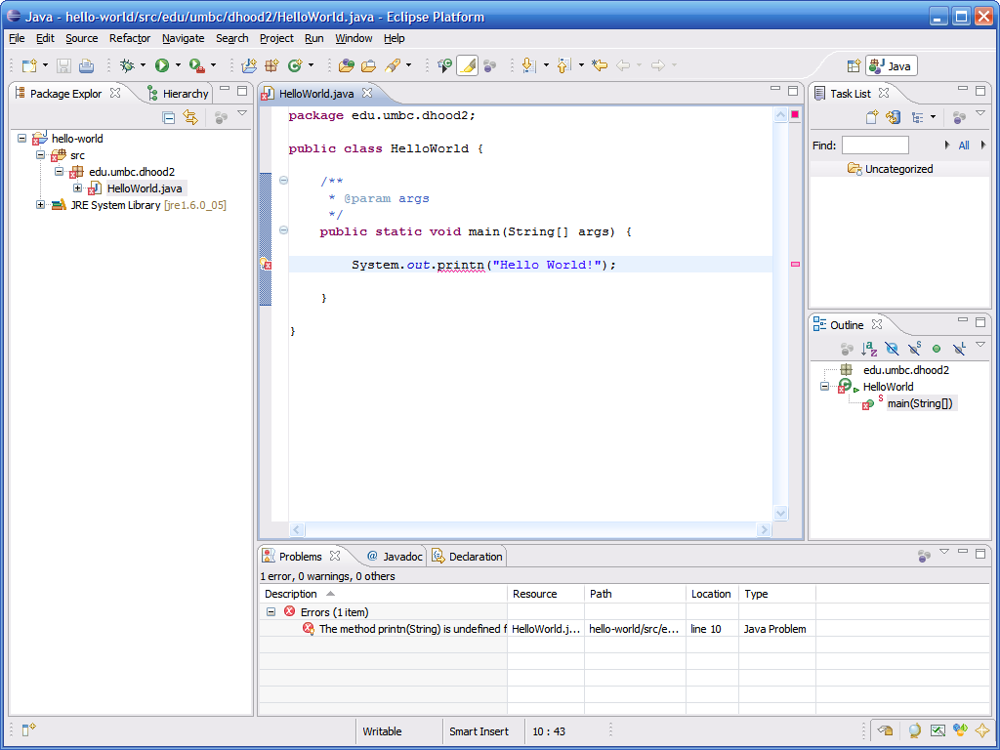 Java - hello-world/src/edu/umbc/dhood2/HelloWorld.java - Eclipse Platform
File Edit Source Refactor Navigate Search Project Run Window Help
Java
Package Explor
Hierarchy
hello-world
src
edu.umbc.dhood2
HelloWorld.java
JRE System Library [jre1.6.0_05]
HelloWorld.java
package edu.umbc.dhood2;
public class HelloWorld {
/**
* @param args
*/
public static void main(String[] args) {
System.out.printn("Hello World!");
}
}
Task List
Find: All
Uncategorized
Outline
edu.umbc.dhood2
HelloWorld
main(String[])
Problems @ Javadoc Declaration
1 error, 0 warnings, 0 others
Description Resource Path Location Type
Errors (1 item)
The method printn(String) is undefined f HelloWorld.j... hello-world/src/e... line 10 Java Problem
Writable Smart Insert 10 : 43